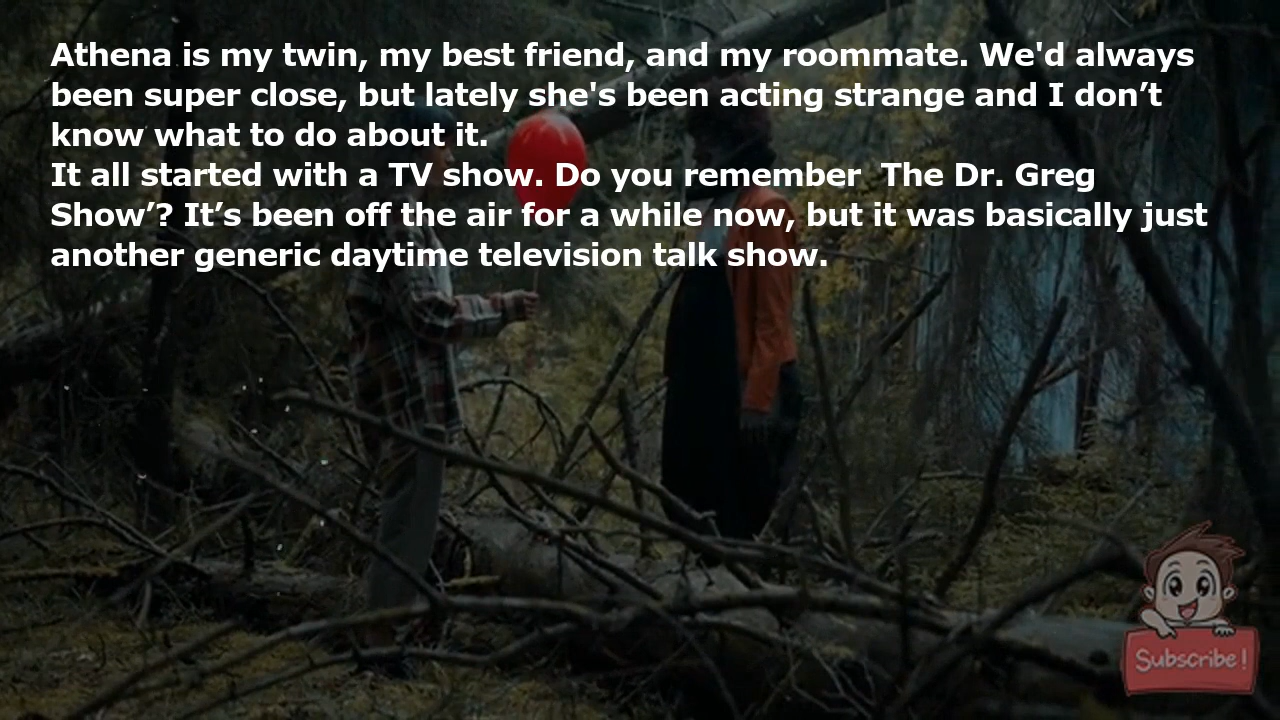 Athena is my twin, my best friend, and my roommate. We'd always
been super close, but lately she's been acting strange and I don’t
know what to do about it.
It all started with a TV show. Do you remember  The Dr. Greg
Show’? It’s been off the air for a while now, but it was basically just
another generic daytime television talk show.
Subscribe!